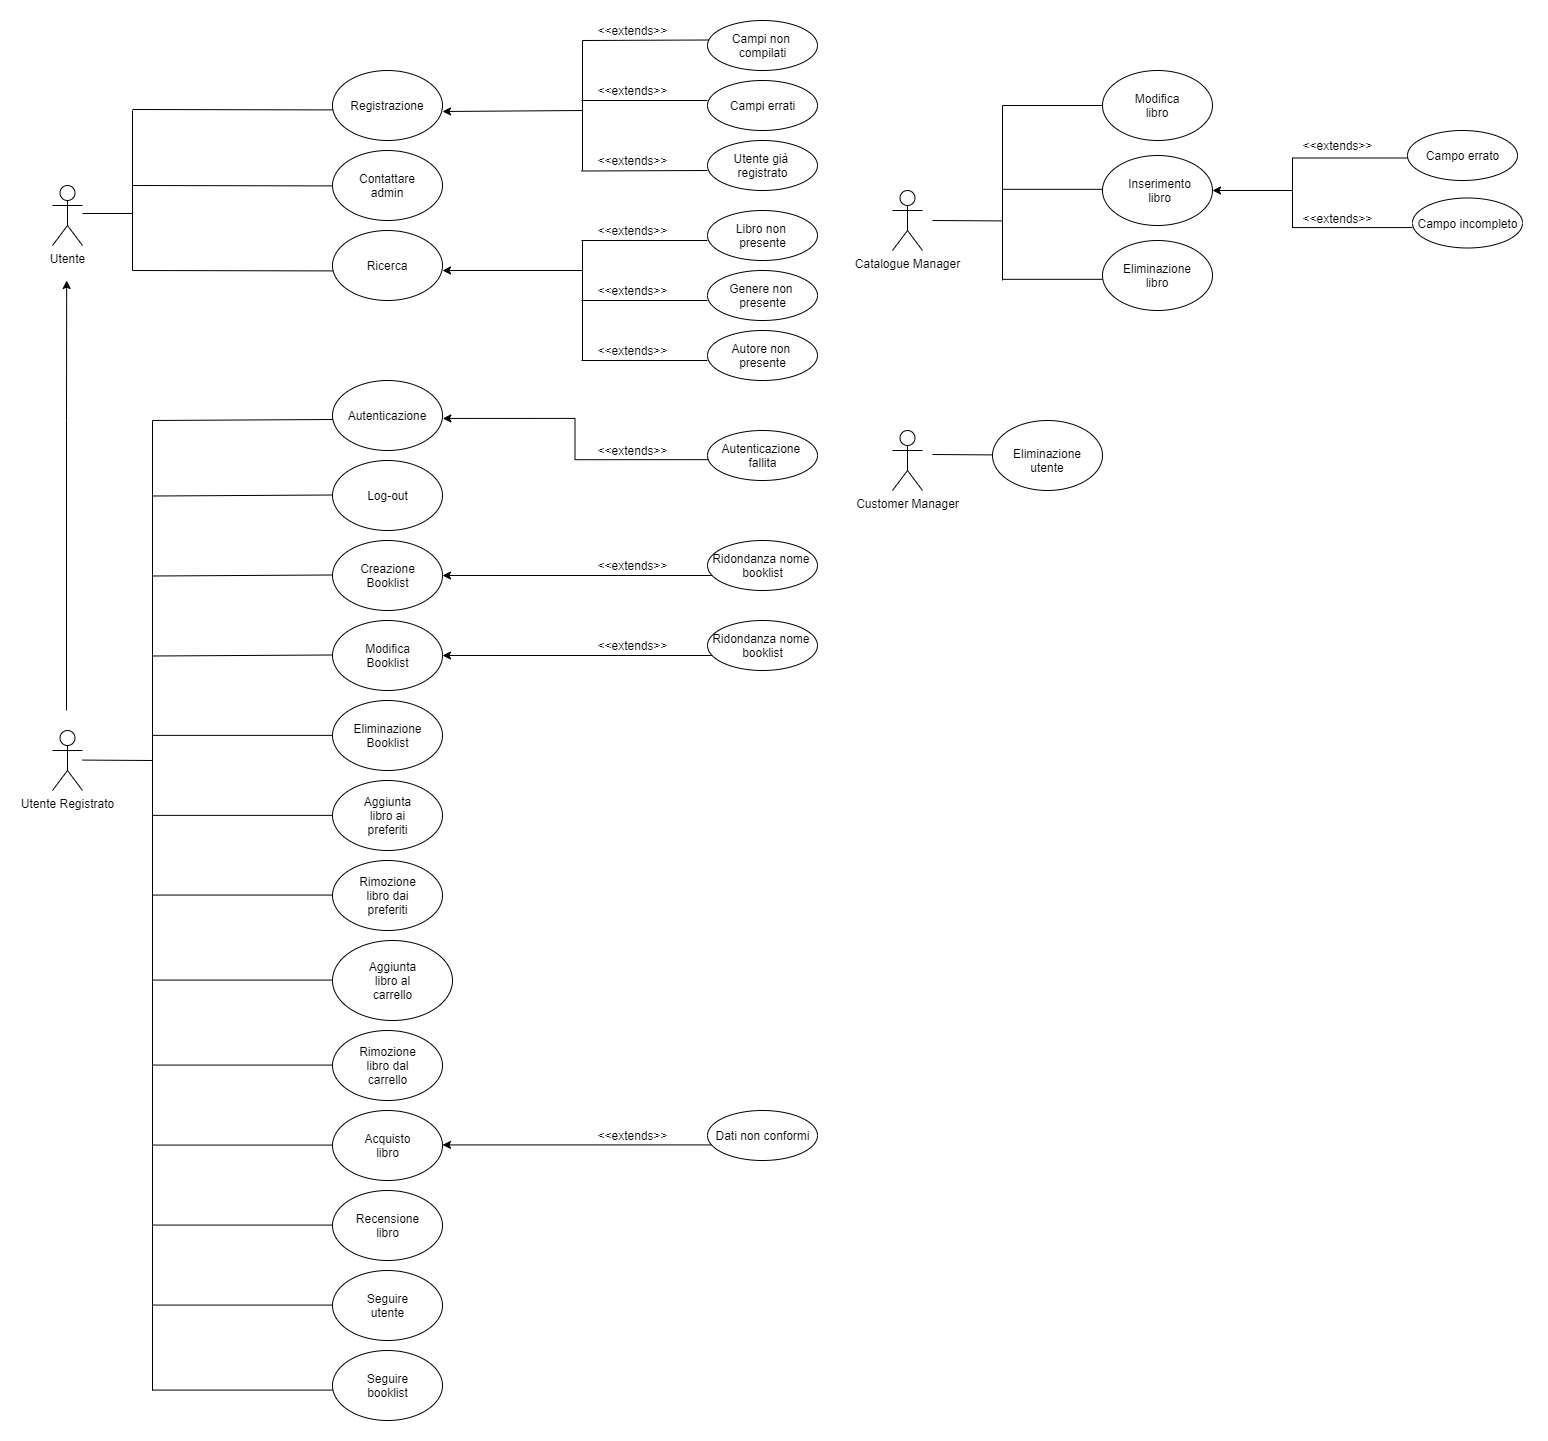 <<extends>>
Campi non
compilati
Registrazione
<<extends>>
Campi errati
<<extends>>
Utente già
registrato
Contattare
admin
Utente
Ricerca
<<extends>>
Libro non
presente
<<extends>>
Genere non
presente
<<extends>>
Autore non
presente
Modifica
libro
Catalogue Manager
Inserimento
libro
<<extends>>
Campo errato
<<extends>>
Campo incompleto
Eliminazione
libro
Autenticazione
<<extends>>
Autenticazione
fallita
Customer Manager
Eliminazione
utente
Log-out
Creazione
Booklist
<<extends>>
Ridondanza nome
booklist
Modifica
Booklist
<<extends>>
Ridondanza nome
booklist
Eliminazione
Booklist
Utente Registrato
Aggiunta
libro ai
preferiti
Rimozione
libro dai
preferiti
Aggiunta
libro al
carrello
Rimozione
libro dal
carrello
Acquisto
libro
<<extends>>
Dati non conformi
Recensione
libro
Seguire
utente
Seguire
booklist